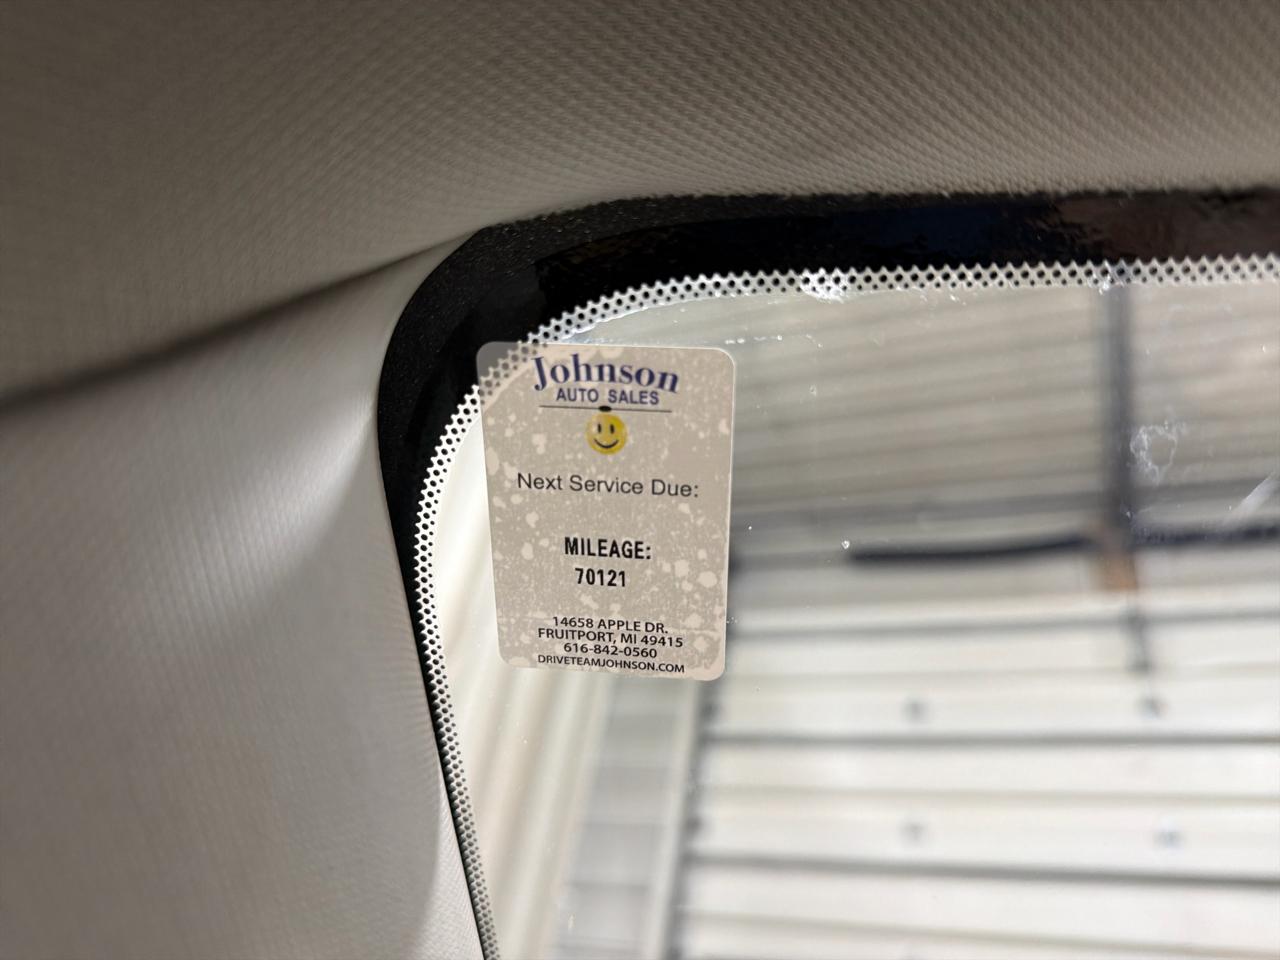 Johnson
AUTO SALES
Next Service Due:
MILEAGE:
70121
14658 APPLE DR.
FRUITPORT, MI 49415
616-842-0560
DRIVETEAMJOHNSON.COM